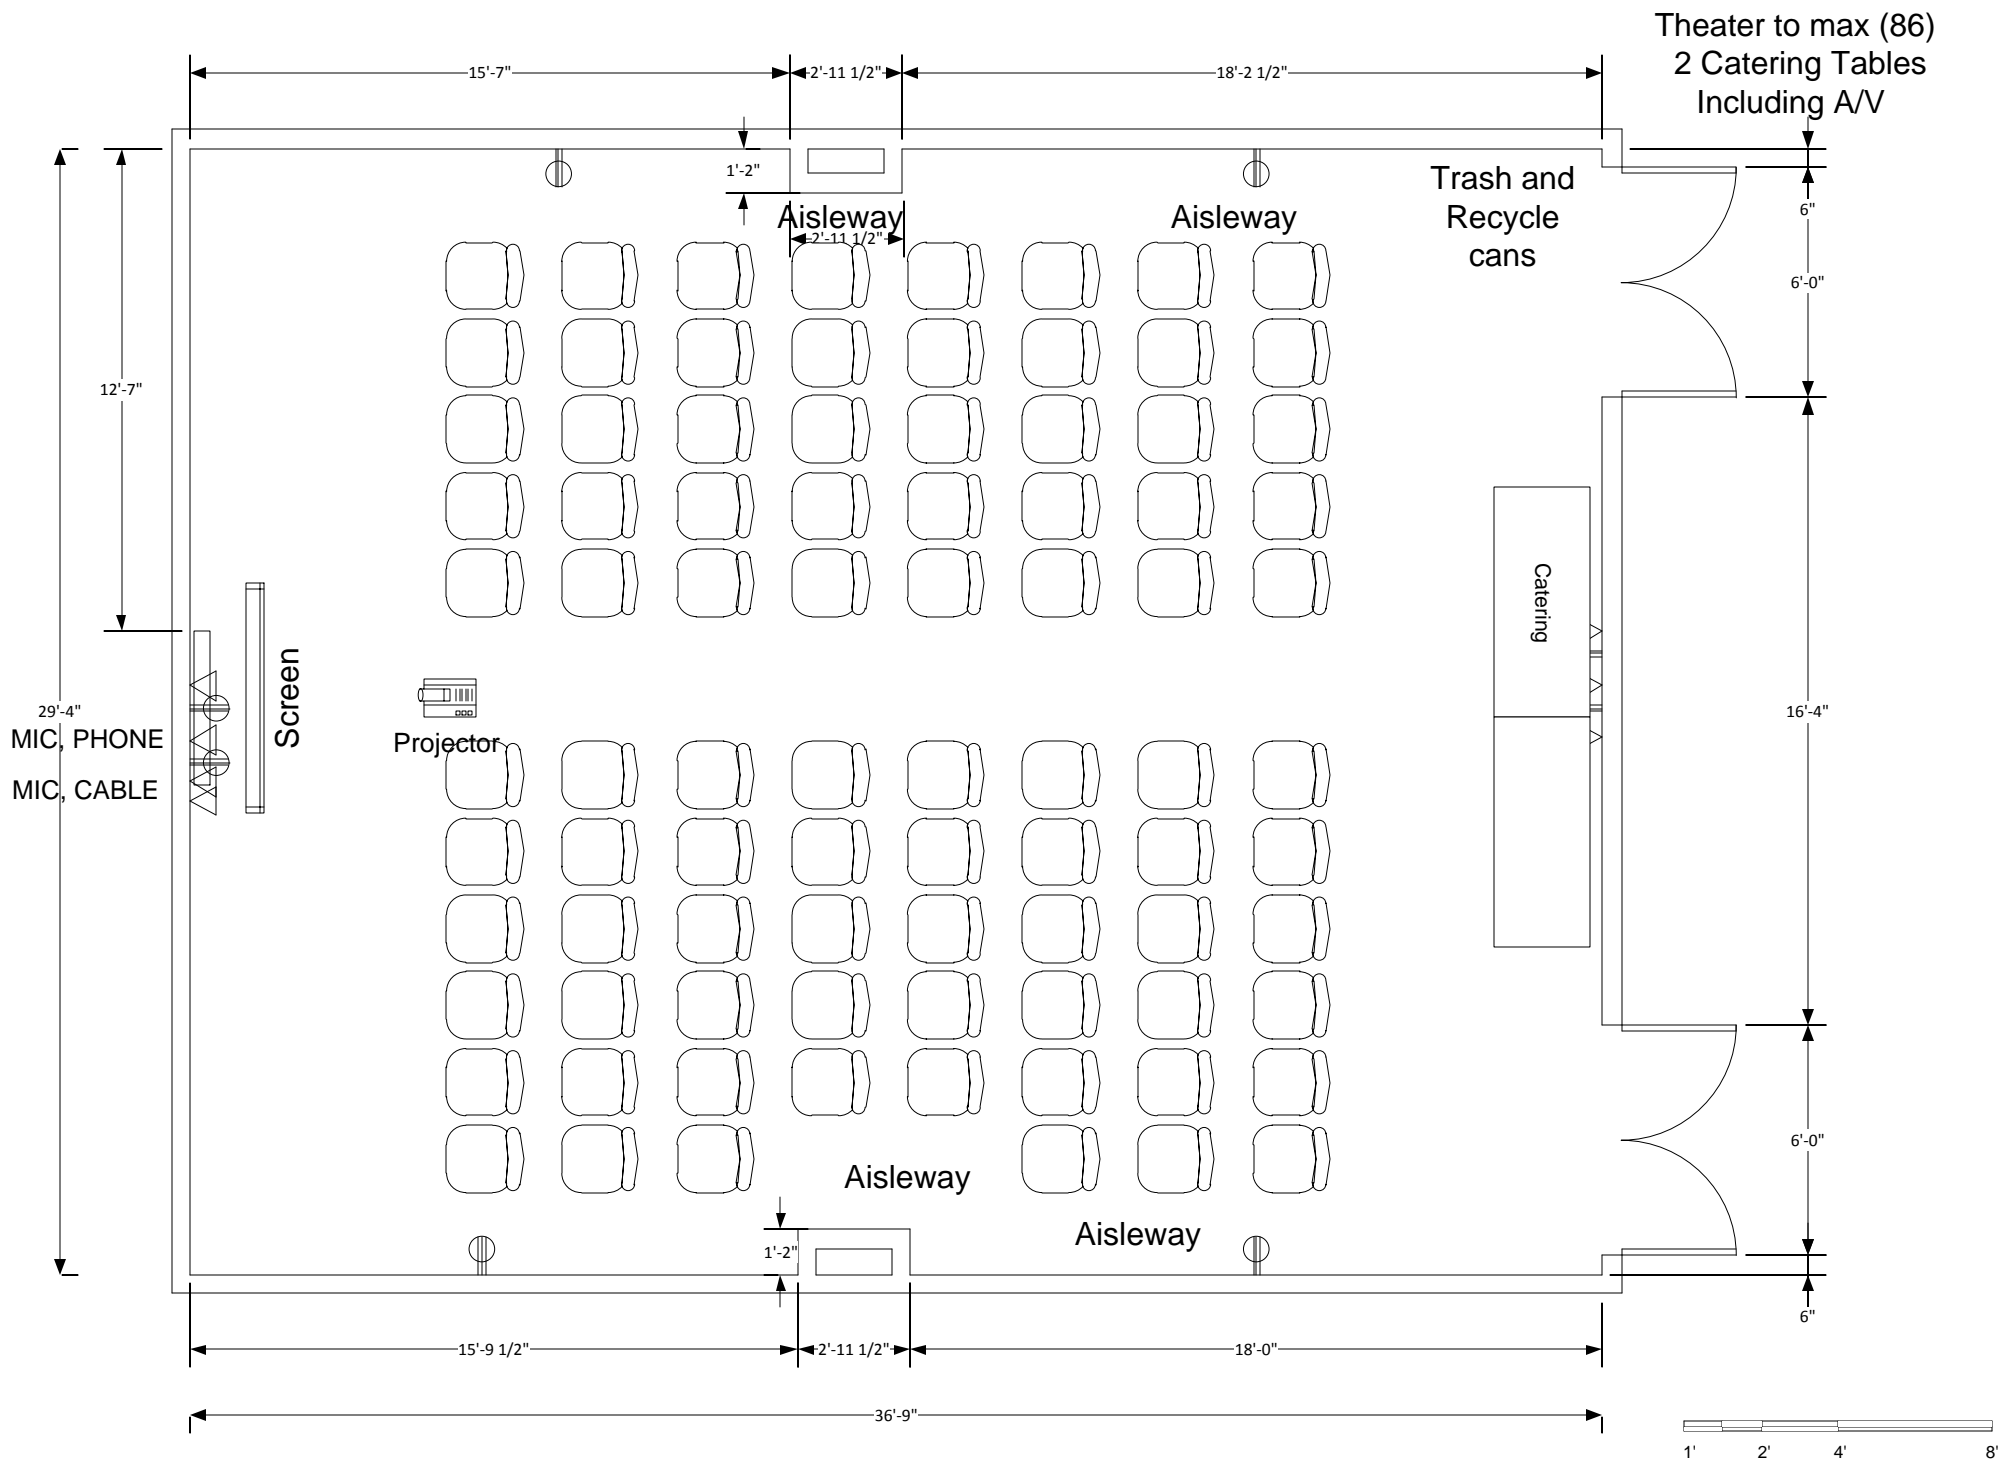 Theater to max (86)
2 Catering Tables
Including A/V
15'-7"
2'-11 1/2"
18'-2 1/2"
1'-2"
Aisleway
2'-11 1/2"
Aisleway
Trash and
Recycle
cans
6"
6'-0"
12'-7"
Catering
Screen
29'-4"
MIC, PHONE
MIC, CABLE
Projector
16'-4"
6'-0"
Aisleway
Aisleway
1'-2"
6"
15'-9 1/2"
2'-11 1/2"
18'-0"
36'-9"
1' 2' 4' 8'